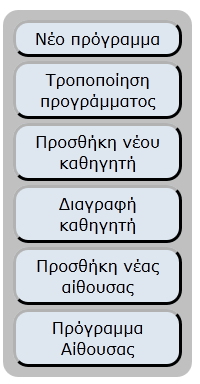 Νέο πρόγραμμα
Τροποποίηση
προγράμματος
Προσθήκη νέου
καθηγητή
Διαγραφή
καθηγητή
Προσθήκη νέας
αίθουσας
Πρόγραμμα
Αίθουσας